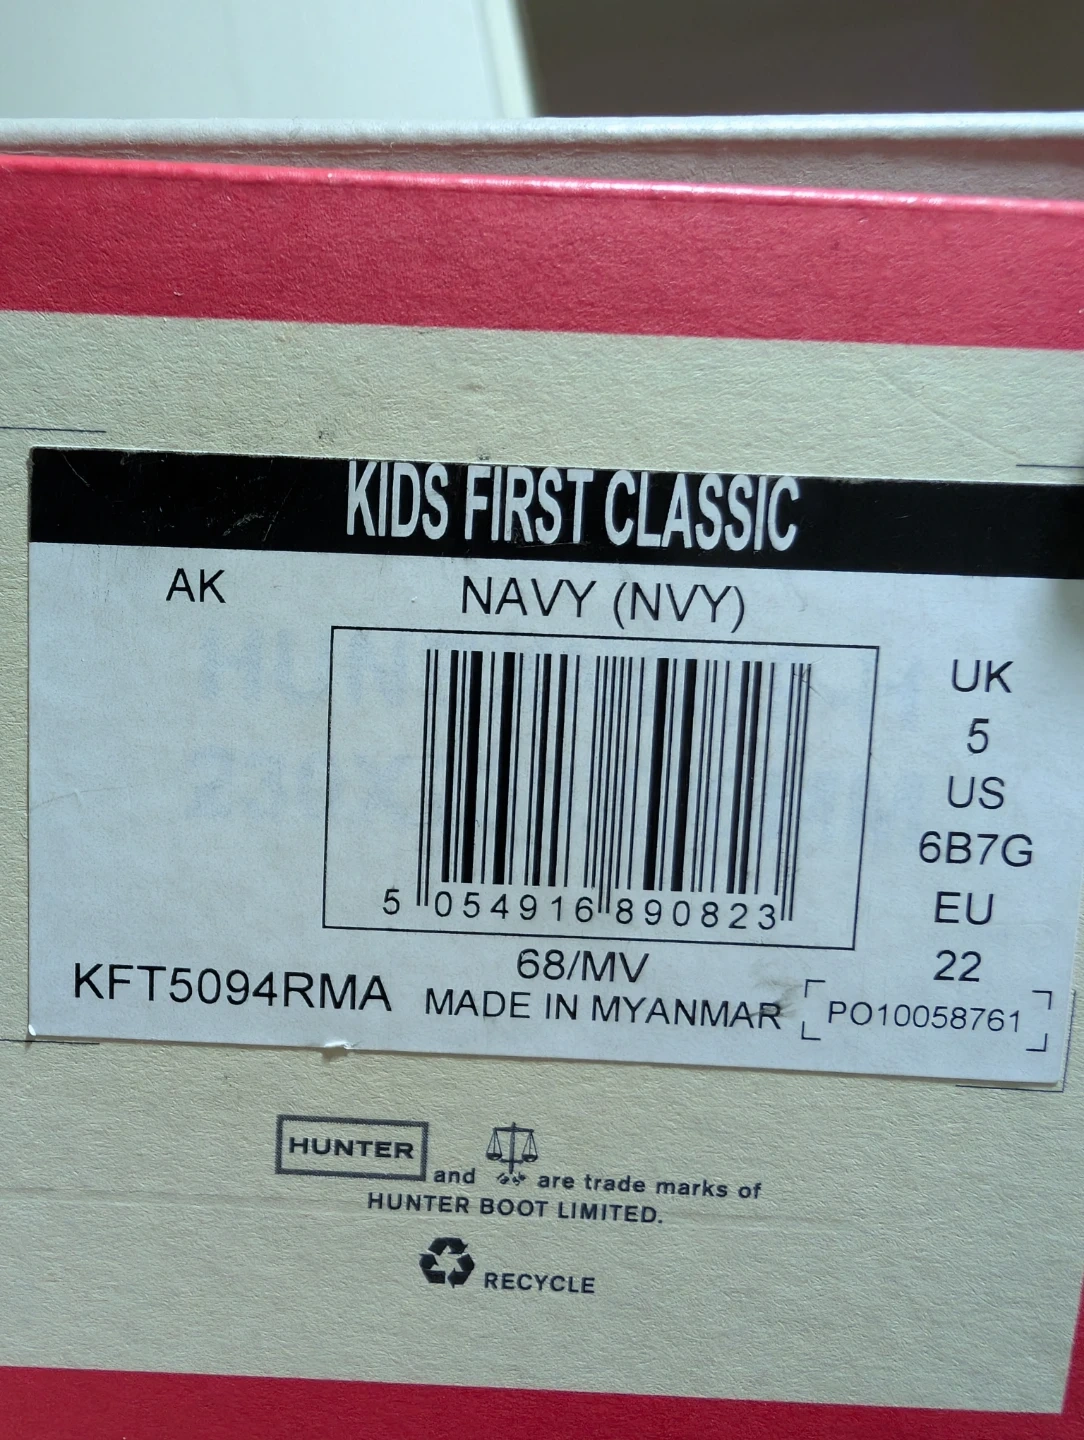 KIDS FIRST CLASSIC
AK
NAVY (NVY)
UK
5
US
6B7G
EU
22
5 054916 890823
68/MV
KFT5094RMA
MADE IN MYANMAR
PO10058761
HUNTER and are trade marks of
HUNTER BOOT LIMITED.
RECYCLE